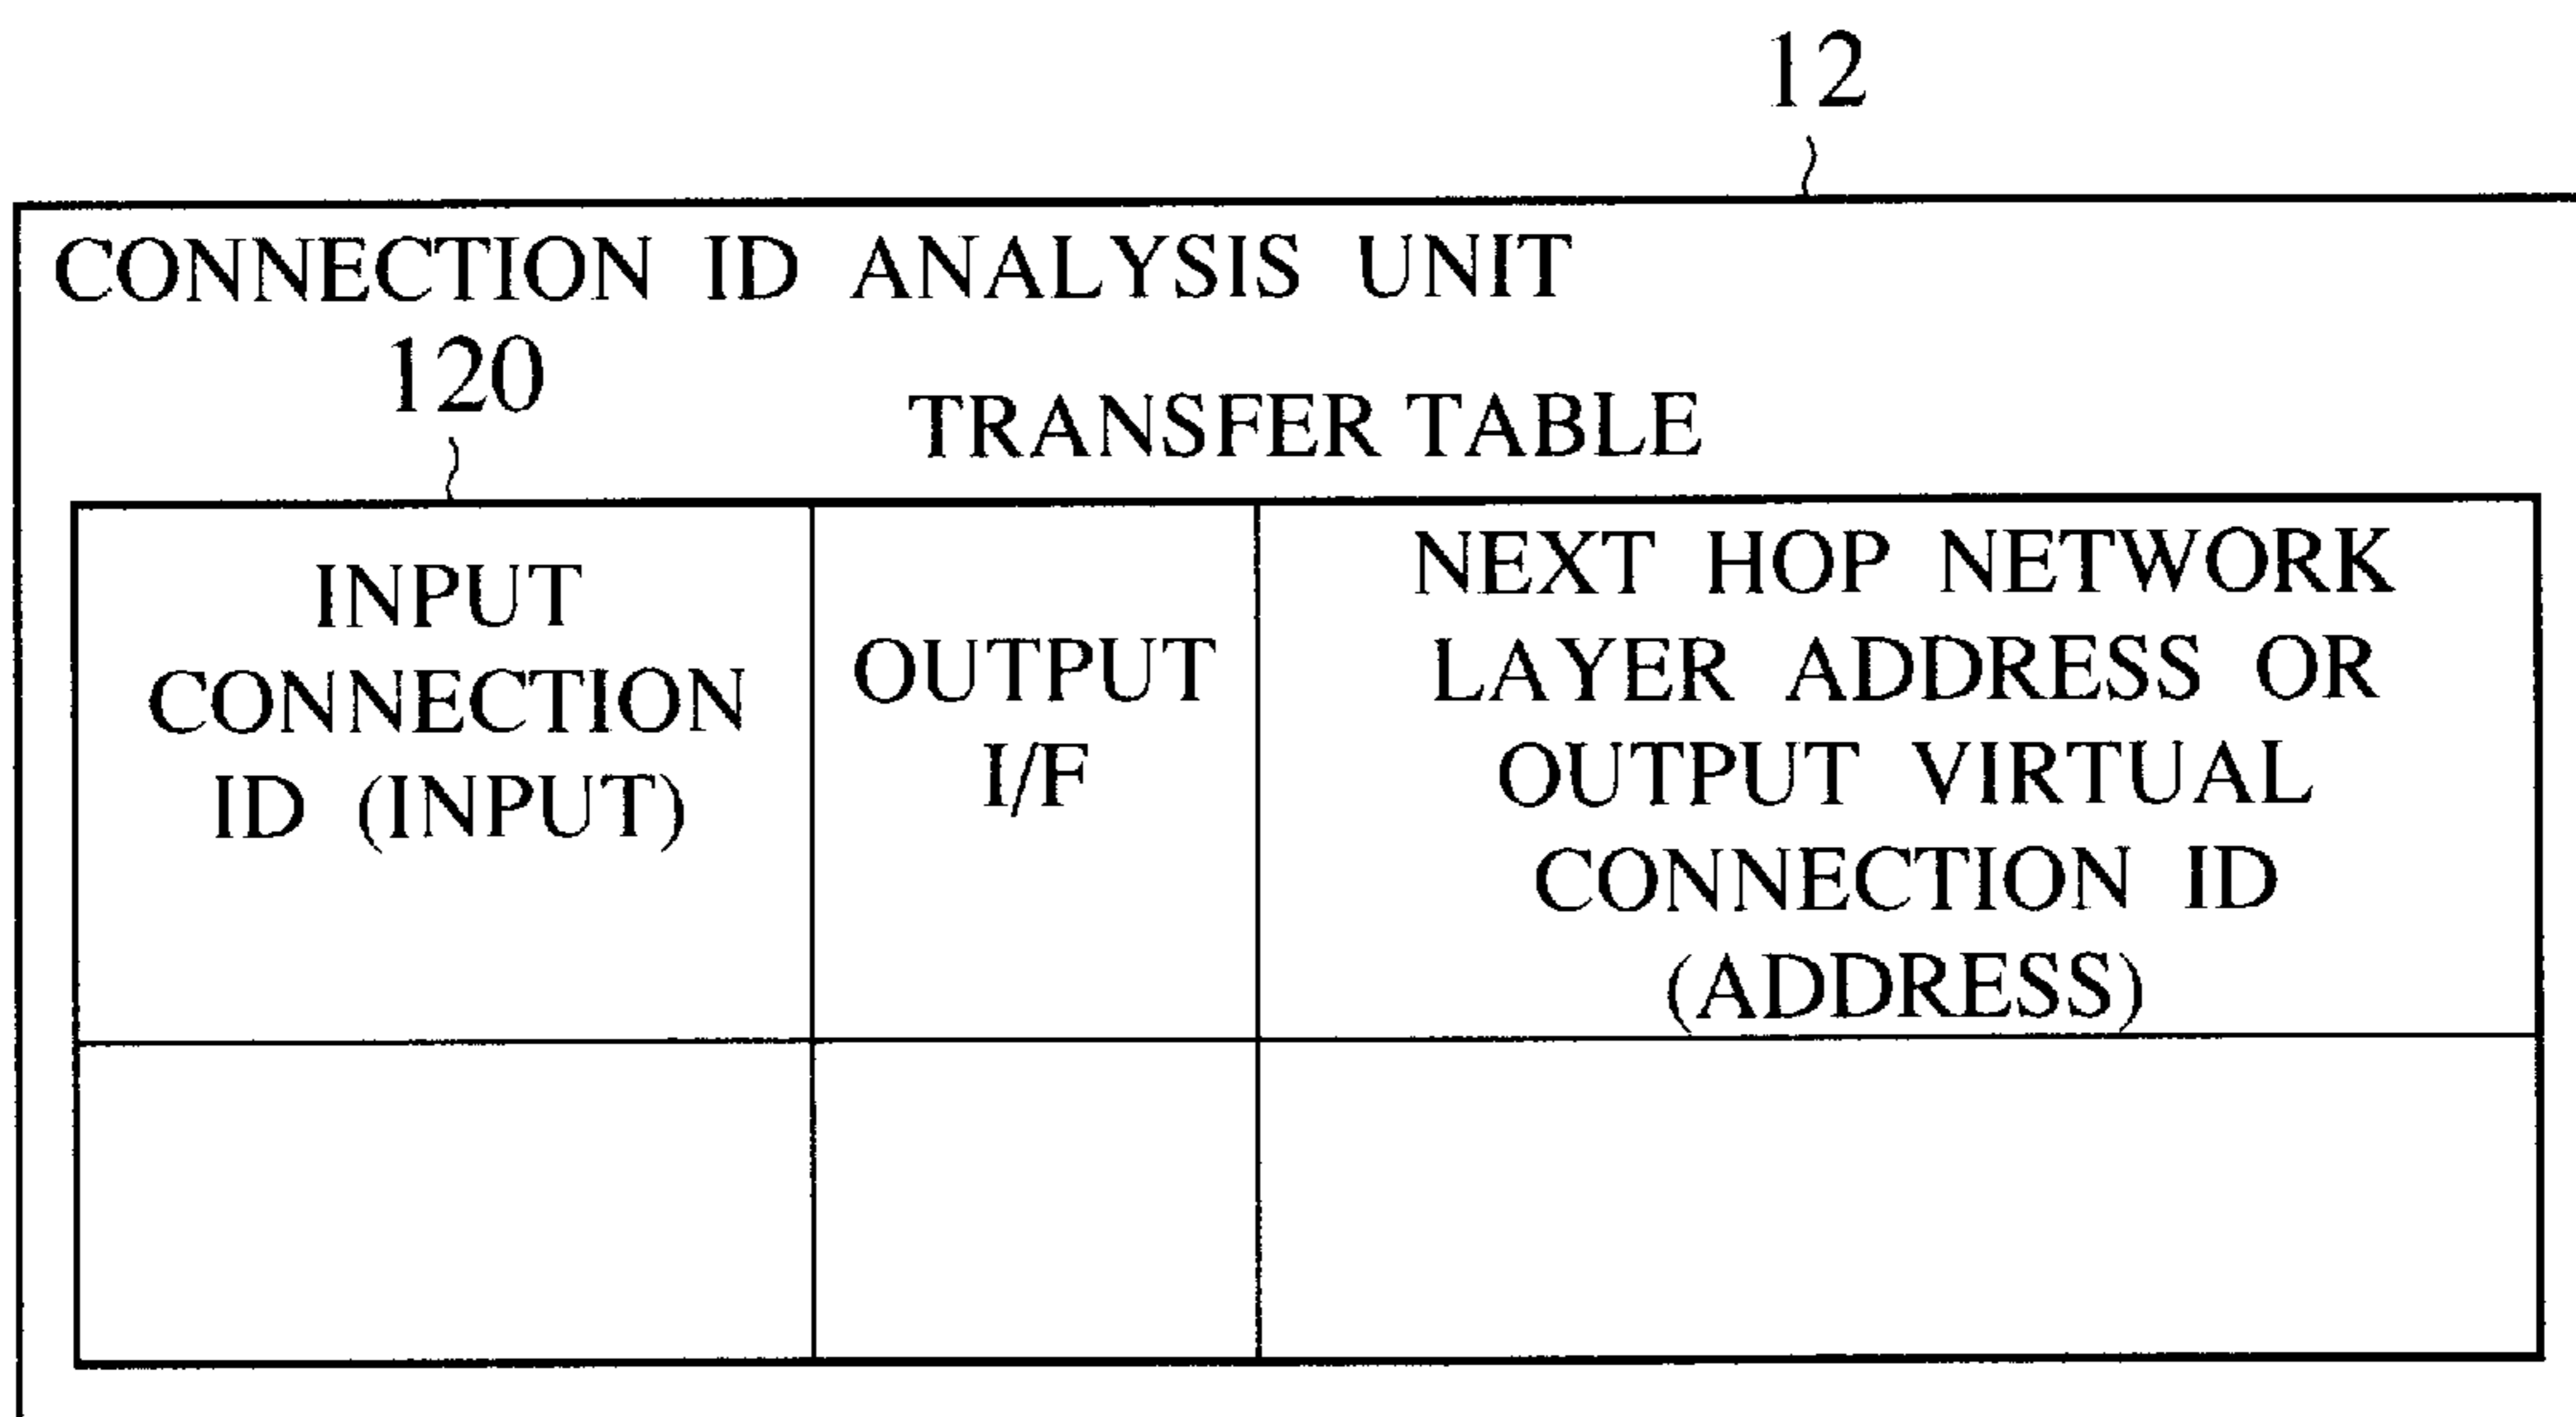 12
CONNECTION ID ANALYSIS UNIT
120
TRANSFER TABLE
INPUT
CONNECTION
ID (INPUT)
OUTPUT
I/F
NEXT HOP NETWORK
LAYER ADDRESS OR
OUTPUT VIRTUAL
CONNECTION ID
(ADDRESS)